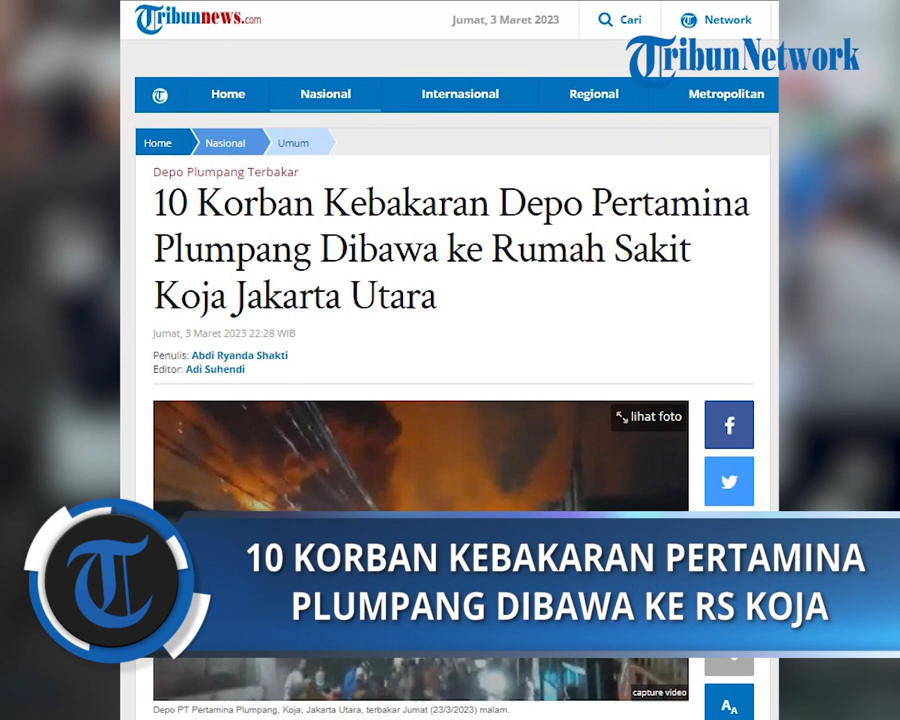 Tribunnews.com
Jumat, 3 Maret 2023
Cari
Network
Tribun Network
Home
Nasional
Internasional
Regional
Metropolitan
Home
Nasional
Umum
Depo Plumpang Terbakar
10 Korban Kebakaran Depo Pertamina
Plumpang Dibawa ke Rumah Sakit
Koja Jakarta Utara
Jumat, 3 Maret 2023 22:28 WIB
Penulis: Abdi Ryanda Shakti
Editor: Adi Suhendi
lihat foto
10 KORBAN KEBAKARAN PERTAMINA
PLUMPANG DIBAWA KE RS KOJA
capture video
AA
Depo PT Pertamina Plumpang, Koja, Jakarta Utara, terbakar Jumat (23/3/2023) malam.